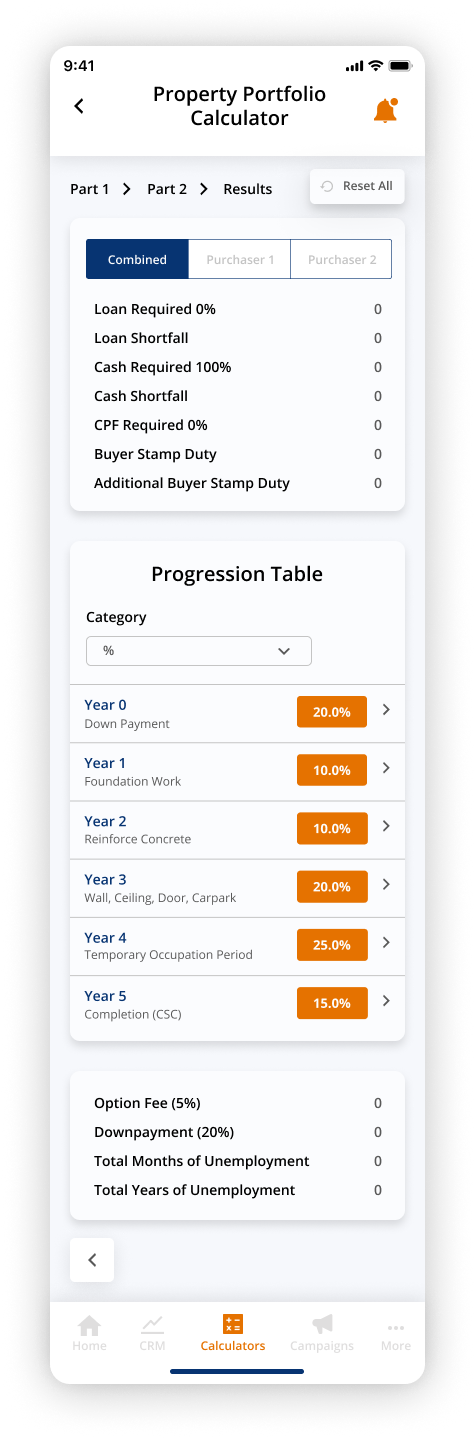 9:41
Property Portfolio
Calculator
Part 1 Part 2 Results Reset All
Combined Purchaser 1 Purchaser 2
Loan Required 0% 0
Loan Shortfall 0
Cash Required 100% 0
Cash Shortfall 0
CPF Required 0% 0
Buyer Stamp Duty 0
Additional Buyer Stamp Duty 0
Progression Table
Category
%
Year 0
Down Payment
20.0%
Year 1
Foundation Work
10.0%
Year 2
Reinforce Concrete
10.0%
Year 3
Wall, Ceiling, Door, Carpark
20.0%
Year 4
Temporary Occupation Period
25.0%
Year 5
Completion (CSC)
15.0%
Option Fee (5%) 0
Downpayment (20%) 0
Total Months of Unemployment 0
Total Years of Unemployment 0
Home CRM Calculators Campaigns More